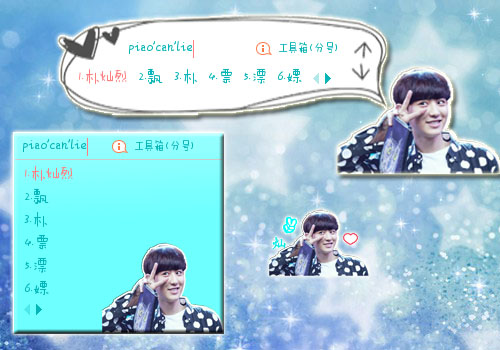 piao'can'lie ⓘ 工具箱(分号)
1.朴灿烈 2.飘 3.朴 4.票 5.漂 6.嫖
piao'can'lie ⓘ 工具箱(分号)
1.朴灿烈
2.飘
3.朴
4.票
5.漂
6.嫖
灿